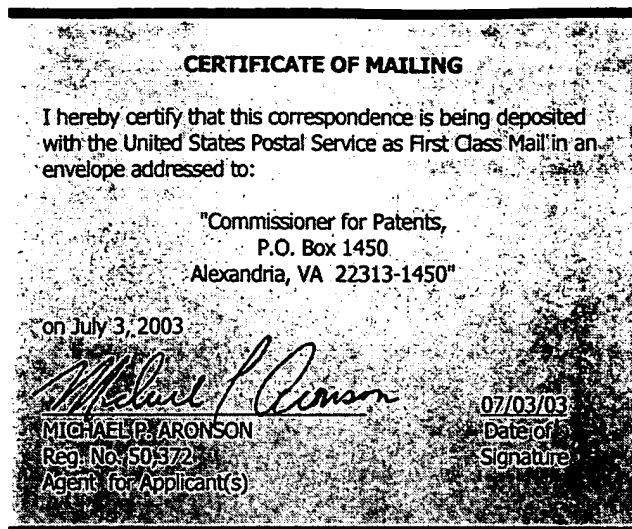 CERTIFICATE OF MAILING
I hereby certify that this correspondence is being deposited
with the United States Postal Service as First Class Mail in an
envelope addressed to:
"Commissioner for Patents,
P.O. Box 1450
Alexandria, VA 22313-1450"
on July 3, 2003
Michael P Aronson
MICHAEL P. ARONSON
Reg. No. 50,372
Agent for Applicant(s)
07/03/03
Date of
Signature